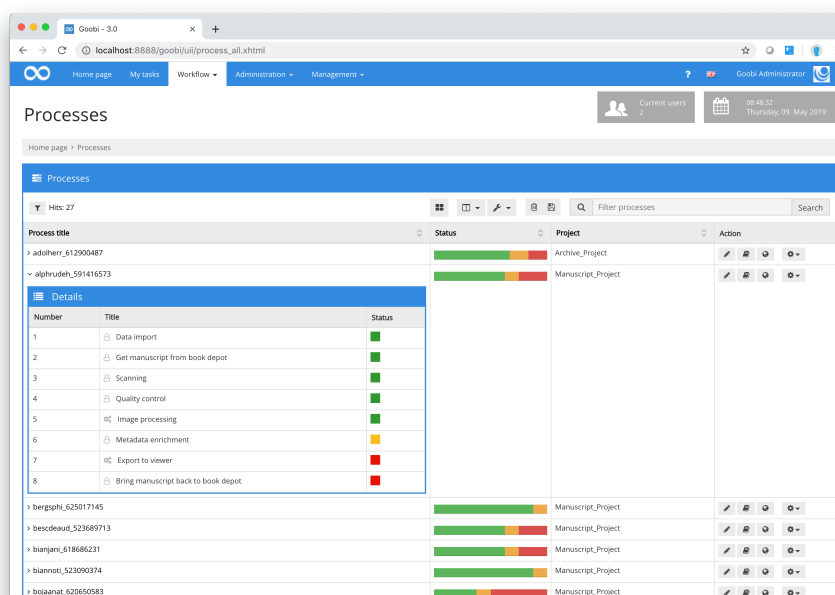 Goobi - 3.0
localhost:8888/goobi/uii/process_all.xhtml
Home page My tasks Workflow Administration Management ? Goobi Administrator
Processes
Current users
2
08:48:32
Thursday, 09. May 2019
Home page > Processes
Processes
Hits: 27 Filter processes Search
Process title Status Project Action
adolherr_612900487 Archive_Project
alphrudeh_591416573 Manuscript_Project
Details
Number Title Status
1 Data import
2 Get manuscript from book depot
3 Scanning
4 Quality control
5 Image processing
6 Metadata enrichment
7 Export to viewer
8 Bring manuscript back to book depot
bergsphi_625017145 Manuscript_Project
bescdeaud_523689713 Manuscript_Project
bianjani_618686231 Manuscript_Project
biannoti_523090374 Manuscript_Project
bojaanat_620650583 Manuscript_Project